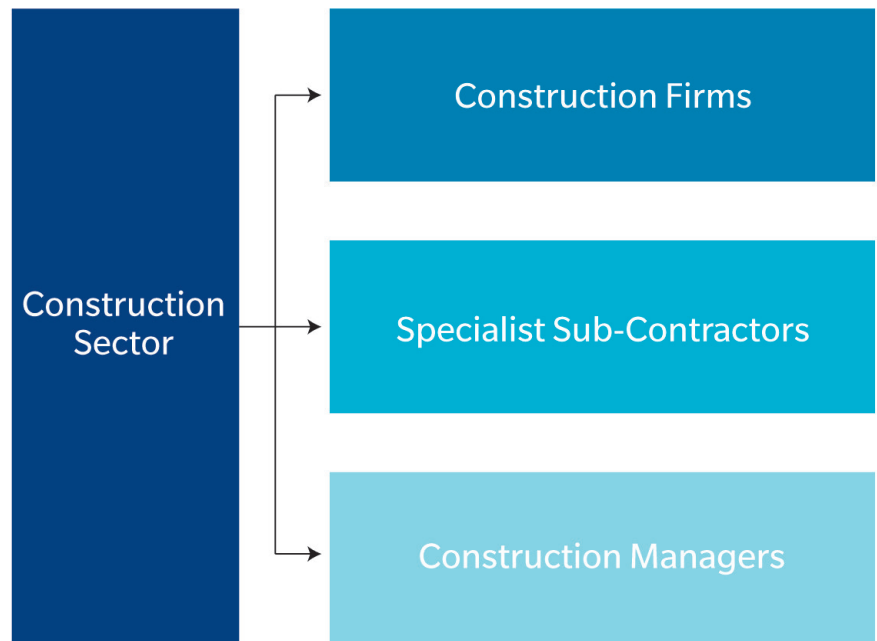 Construction Firms
Construction
Sector
Specialist Sub-Contractors
Construction Managers